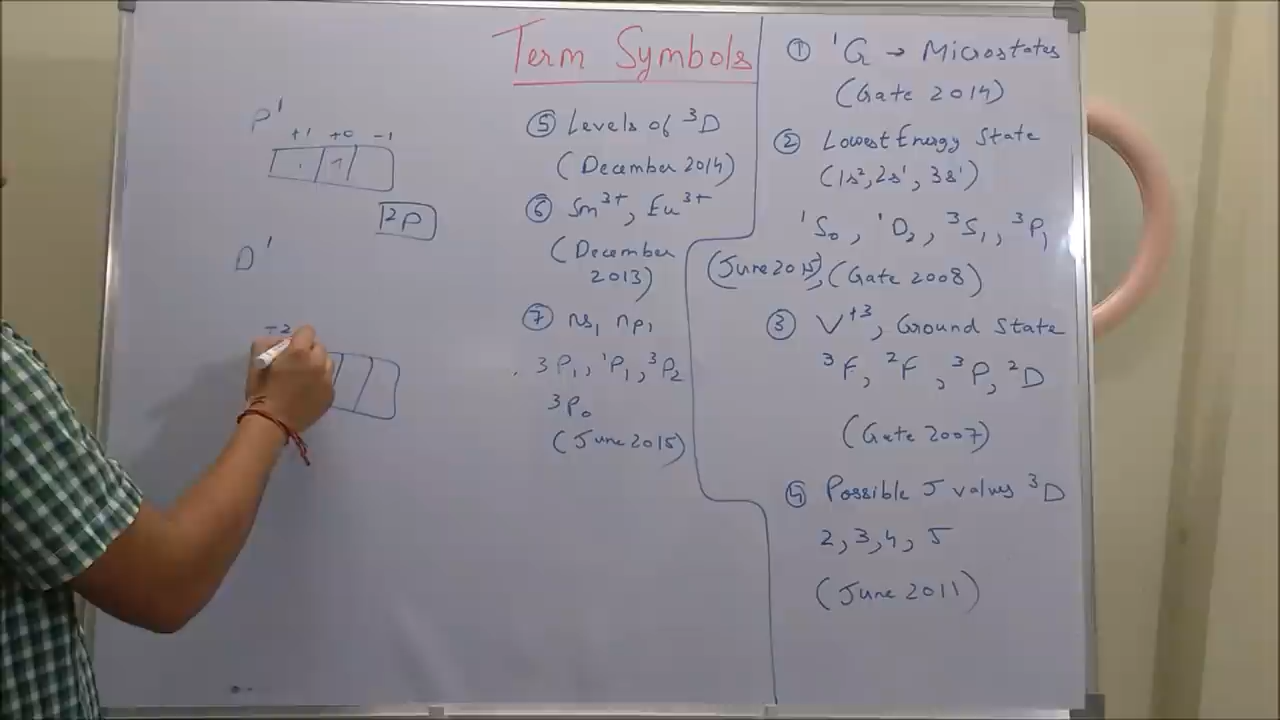 Term Symbols
P¹
+1 +0 -1
1
²P
D¹
+2
⑤ Levels of ³D
(December 2014)
⑥ Sm³⁺, Eu³⁺
(December
2013)
⑦ ns₁ np₁
³P₁, ¹P₁, ³P₂
³P₀
(June 2015)
① ¹G → Microstates
(Gate 2014)
② Lowest Energy State
(1s², 2s¹, 3s¹)
¹S₀, ¹D₂, ³S₁, ³P₁
(June 2015), (Gate 2008)
③ V⁺³, Ground State
³F, ²F, ³P, ²D
(Gate 2007)
④ Possible J values ³D
2, 3, 4, 5
(June 2011)